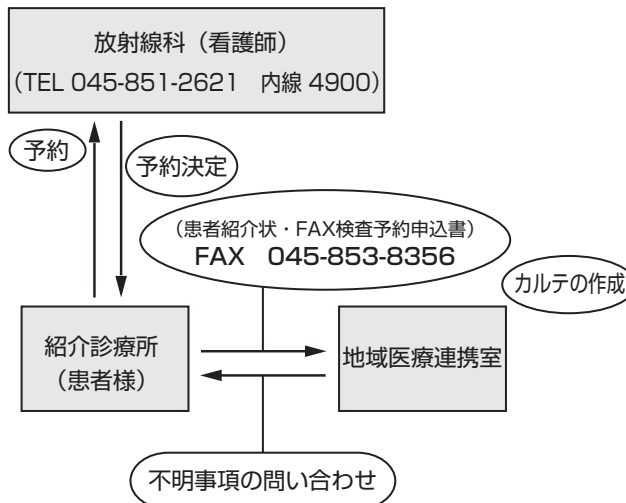 放射線科（看護師）
（TEL 045-851-2621　内線 4900）
予約
予約決定
（患者紹介状・FAX検査予約申込書）
FAX　045-853-8356
カルテの作成
紹介診療所
（患者様）
地域医療連携室
不明事項の問い合わせ